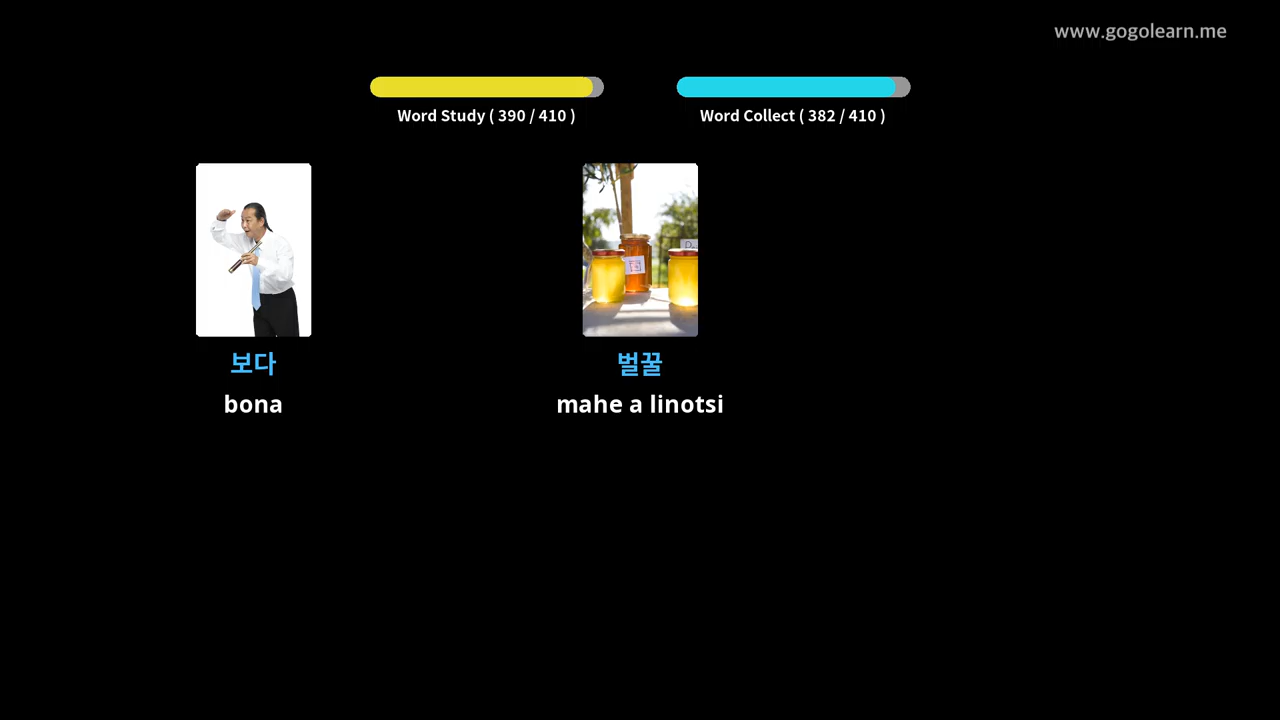 www.gogolearn.me
Word Study ( 390 / 410 )
Word Collect ( 382 / 410 )
보다
벌꿀
bona
mahe a linotsi